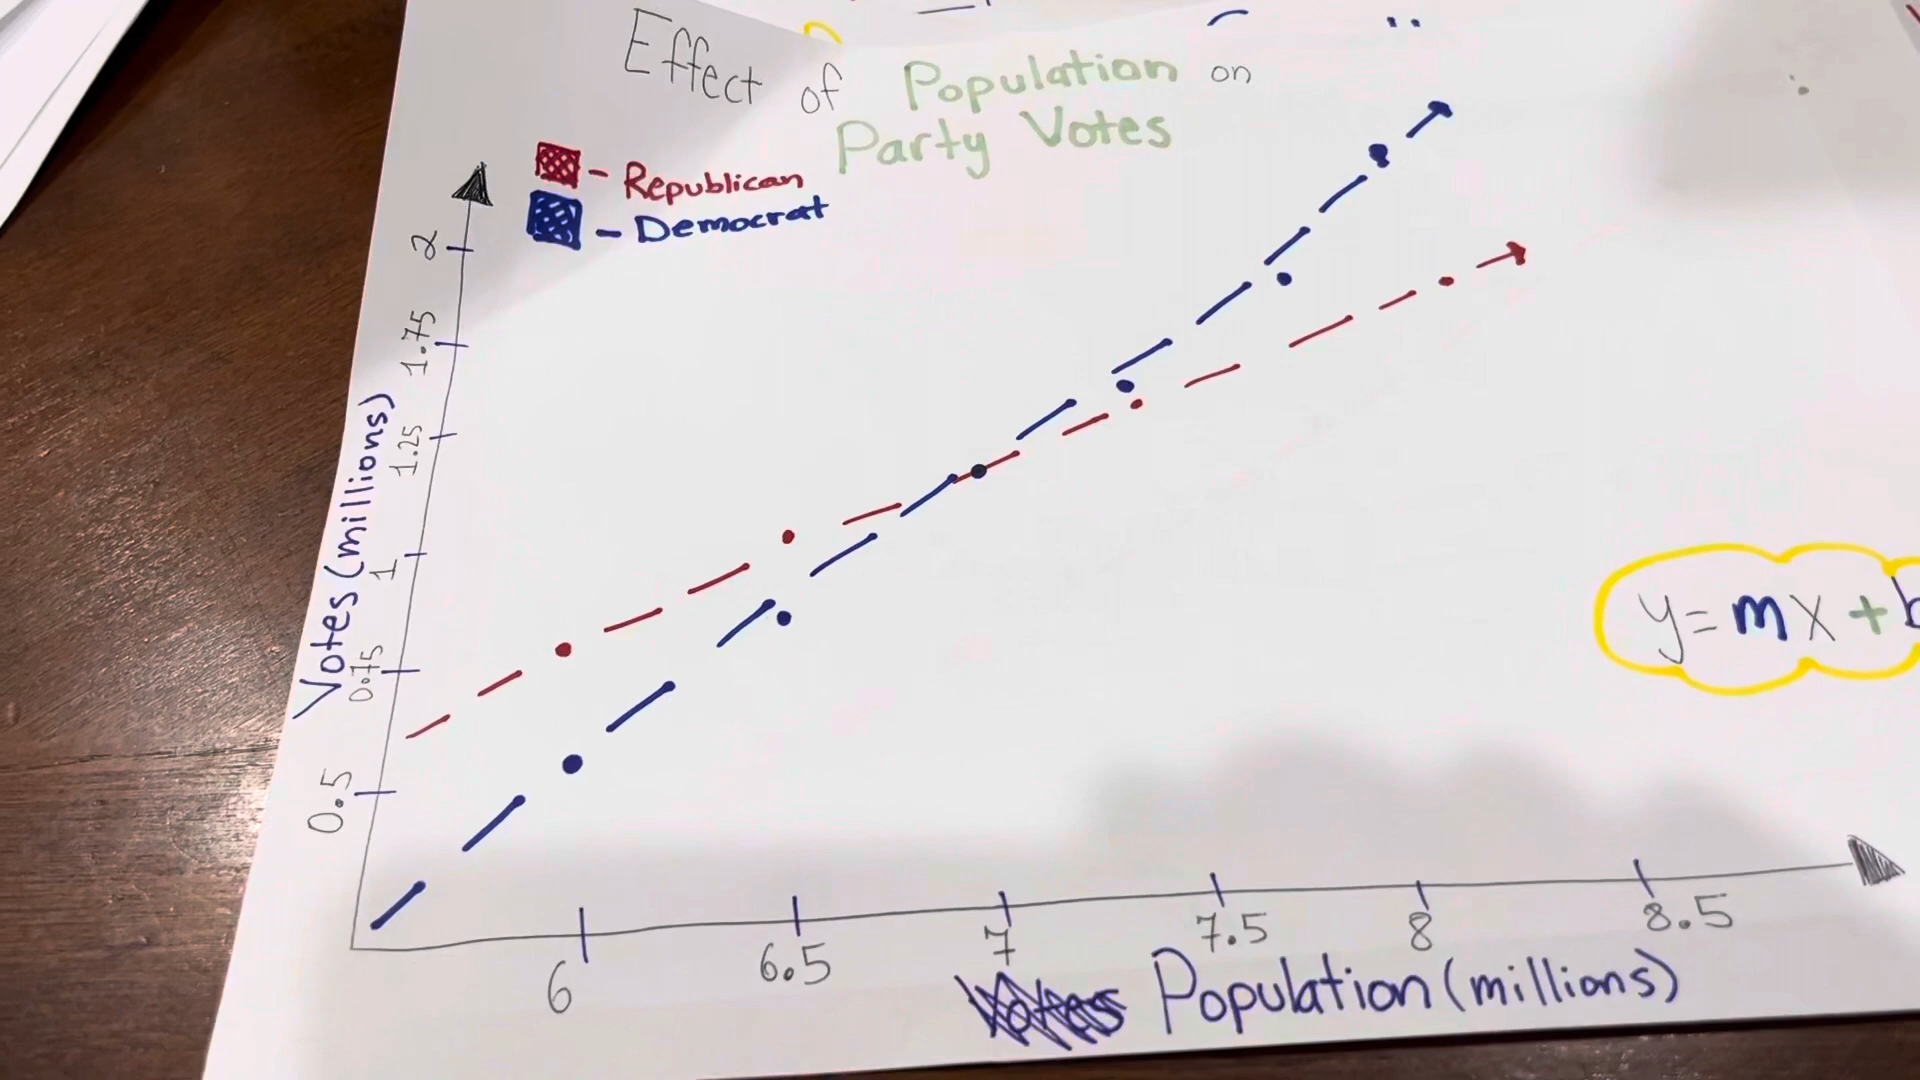 Effect of Population on
Party Votes
- Republican
- Democrat
2
1.75
1.25
1
0.75
0.5
Votes (millions)
6
6.5
7
7.5
8
8.5
Votes Population (millions)
y = mx + b